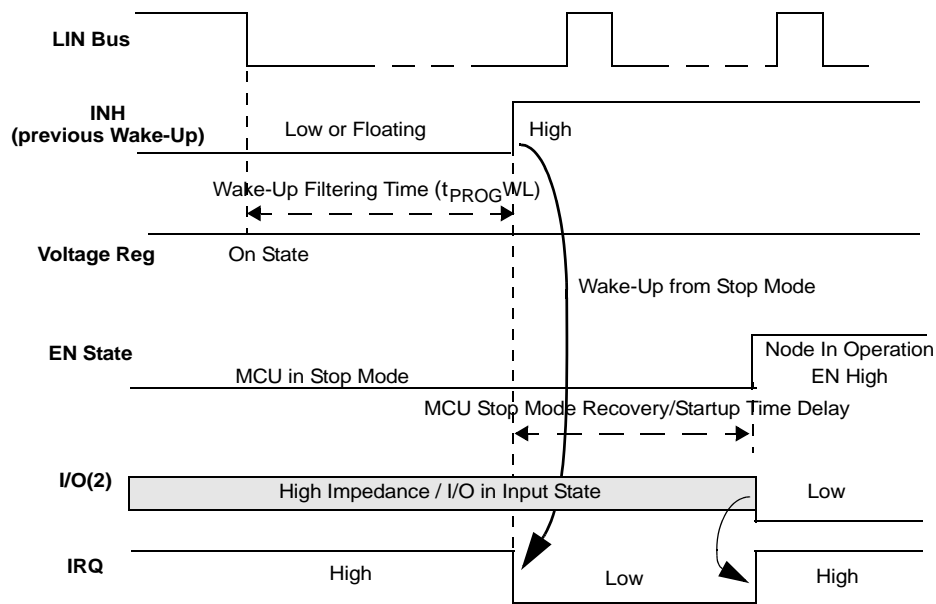 LIN Bus
INH
(previous Wake-Up)
Low or Floating
High
Wake-Up Filtering Time (tPROGWL)
Voltage Reg
On State
Wake-Up from Stop Mode
EN State
Node In Operation
EN High
MCU in Stop Mode
MCU Stop Mode Recovery/Startup Time Delay
I/O(2)
High Impedance / I/O in Input State
Low
IRQ
High
Low
High